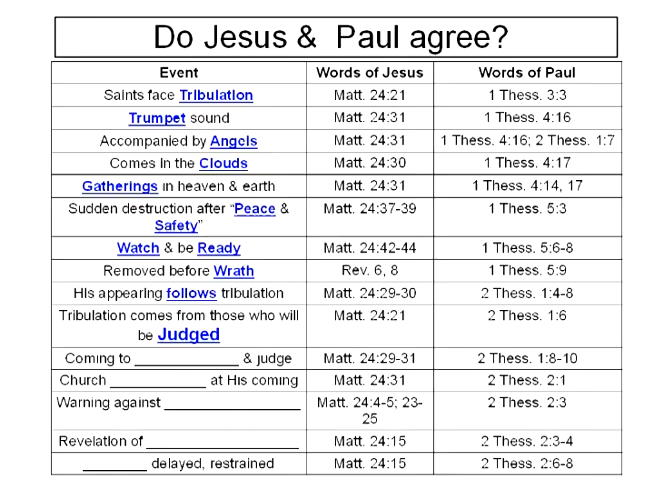 Do Jesus & Paul agree?
Event Words of Jesus Words of Paul
Saints face Tribulation Matt. 24:21 1 Thess. 3:3
Trumpet sound Matt. 24:31 1 Thess. 4:16
Accompanied by Angels Matt. 24:31 1 Thess. 4:16; 2 Thess. 1:7
Comes in the Clouds Matt. 24:30 1 Thess. 4:17
Gatherings in heaven & earth Matt. 24:31 1 Thess. 4:14, 17
Sudden destruction after “Peace & Matt. 24:37-39 1 Thess. 5:3
Safety”
Watch & be Ready Matt. 24:42-44 1 Thess. 5:6-8
Removed before Wrath Rev. 6, 8 1 Thess. 5:9
His appearing follows tribulation Matt. 24:29-30 2 Thess. 1:4-8
Tribulation comes from those who will Matt. 24:21 2 Thess. 1:6
be Judged
Coming to ______________ & judge Matt. 24:29-31 2 Thess. 1:8-10
Church _____________ at His coming Matt. 24:31 2 Thess. 2:1
Warning against __________________ Matt. 24:4-5; 23- 2 Thess. 2:3
25
Revelation of ____________________ Matt. 24:15 2 Thess. 2:3-4
_________ delayed, restrained Matt. 24:15 2 Thess. 2:6-8